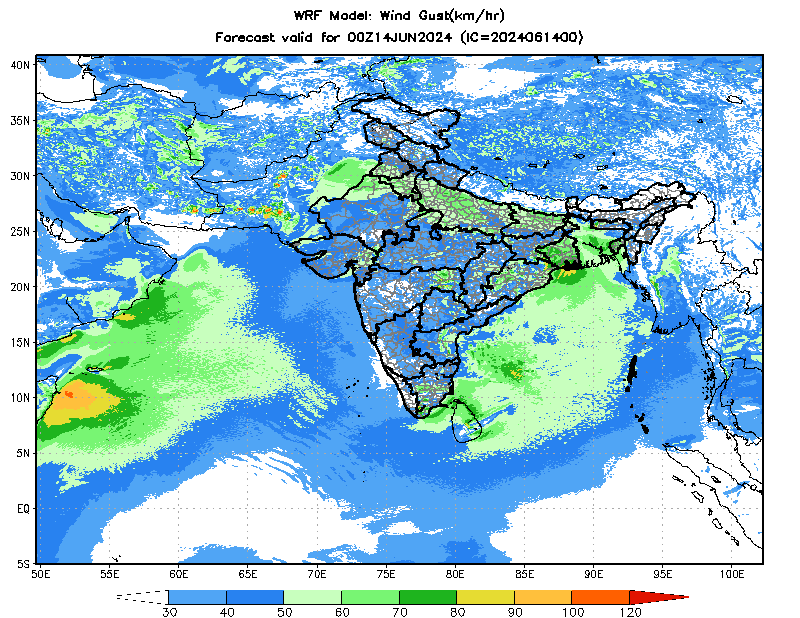 WRF Model: Wind Gust(km/hr)
Forecast valid for 00Z14JUN2024 (IC=2024061400)
40N
35N
30N
25N
20N
15N
10N
5N
EQ
5S
50E 55E 60E 65E 70E 75E 80E 85E 90E 95E 100E
30 40 50 60 70 80 90 100 120